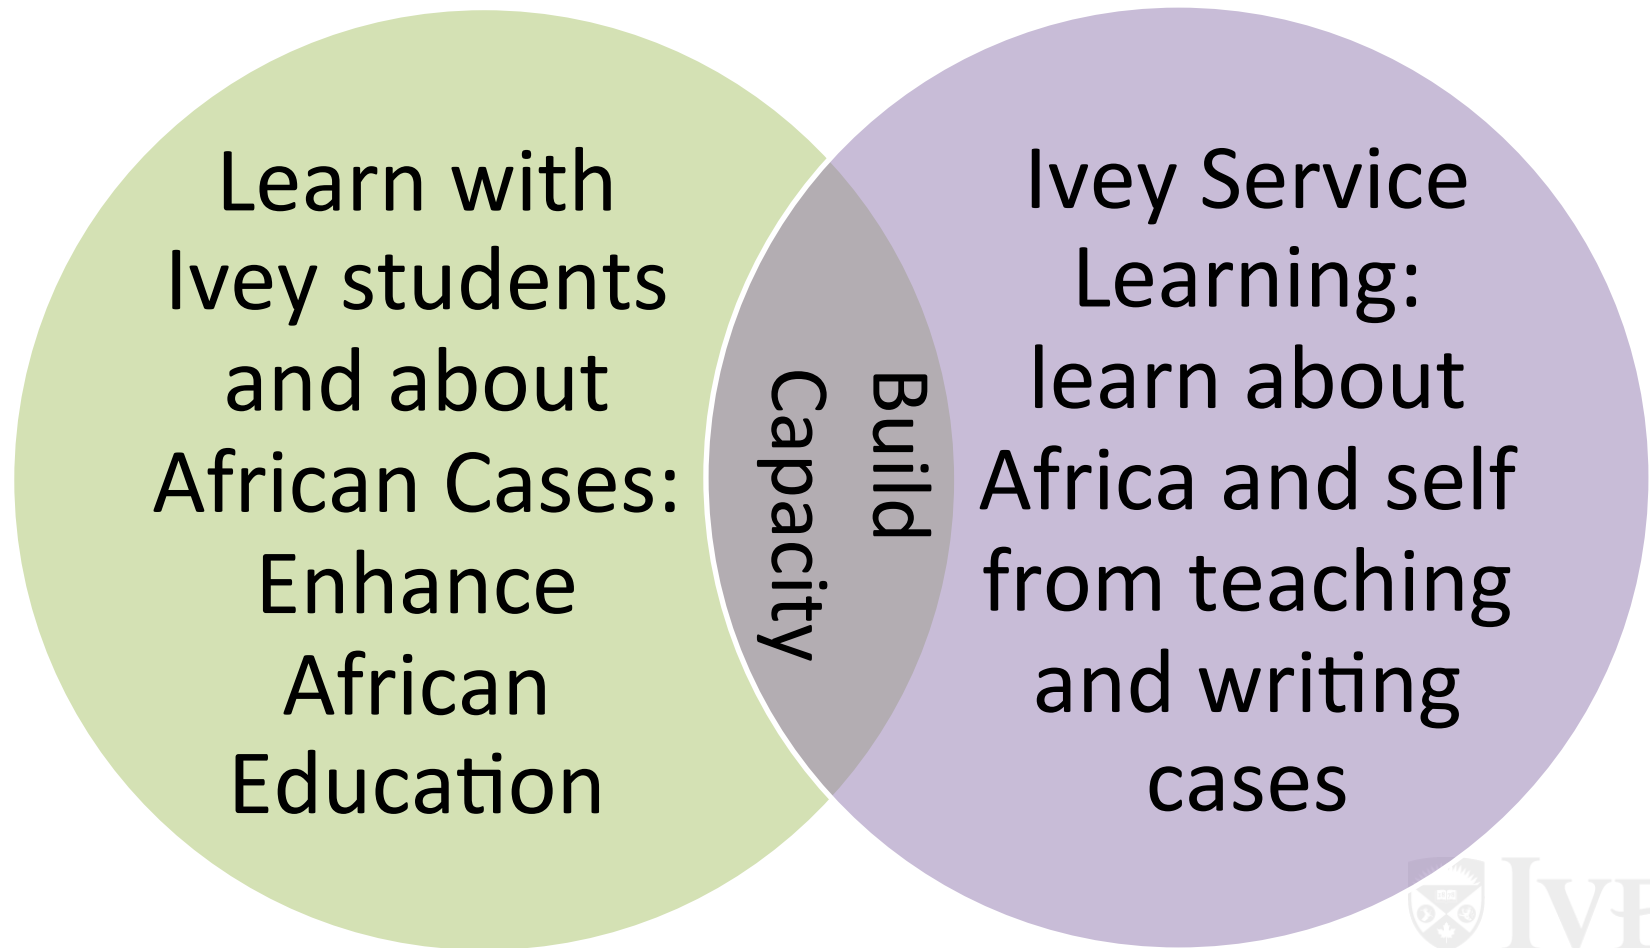 Learn with
Ivey students
and about
African Cases:
Enhance
African
Education
Build
Capacity
Ivey Service
Learning:
learn about
Africa and self
from teaching
and writing
cases